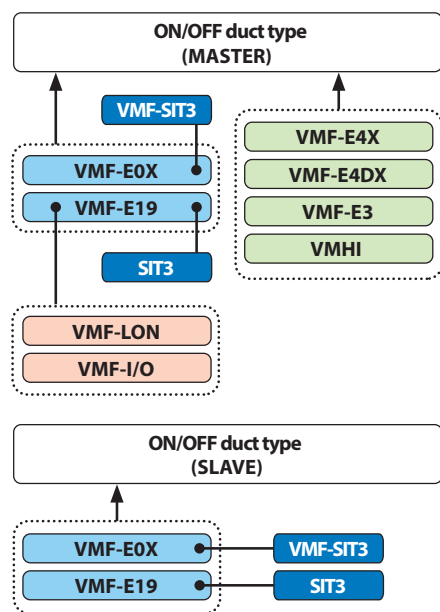 ON/OFF duct type
(MASTER)
VMF-SIT3
VMF-E0X
VMF-E19
SIT3
VMF-LON
VMF-I/O
VMF-E4X
VMF-E4DX
VMF-E3
VMHI
ON/OFF duct type
(SLAVE)
VMF-E0X
VMF-SIT3
VMF-E19
SIT3